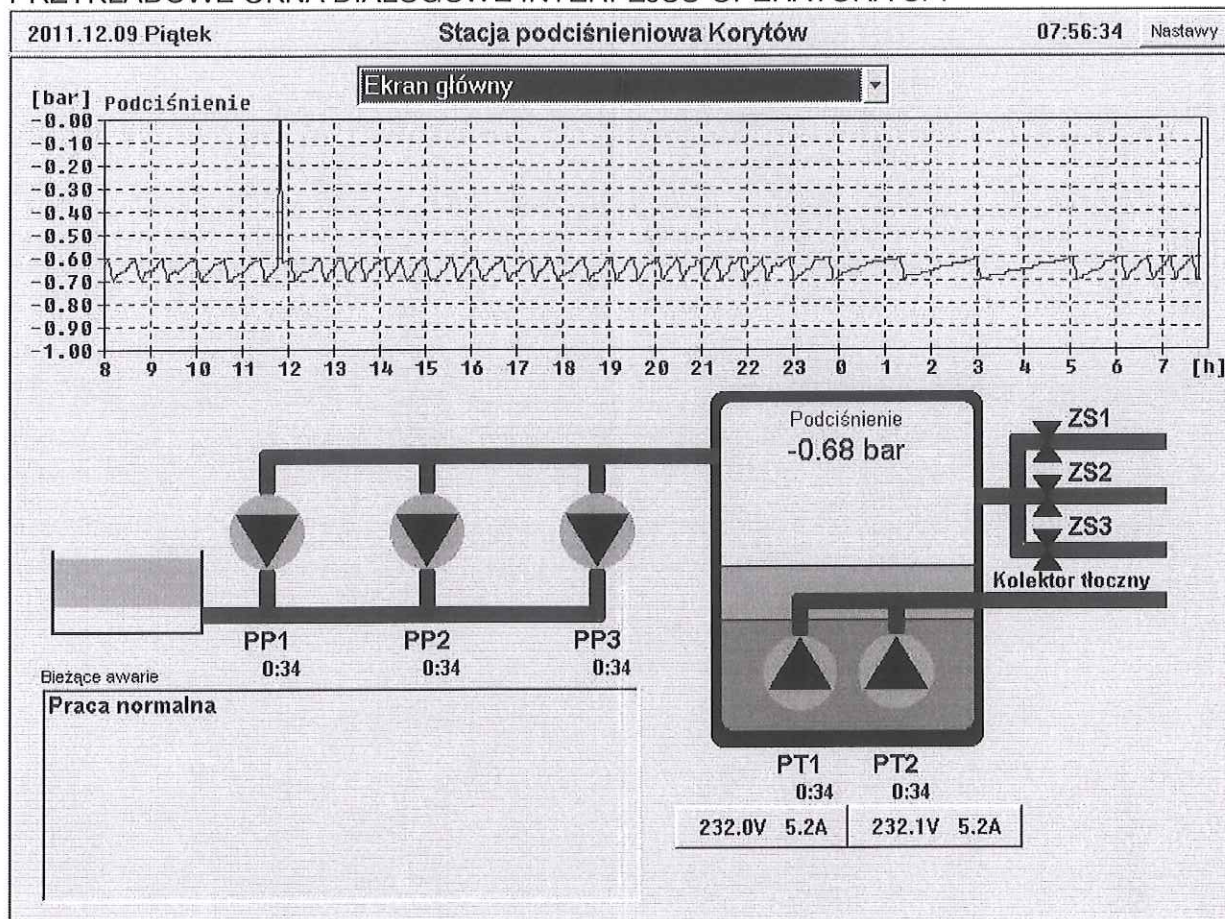 2011.12.09 Piątek Stacja podciśnieniowa Korytów 07:56:34 Nastawy
Ekran główny
[bar] Podciśnienie
-0.00
-0.10
-0.20
-0.30
-0.40
-0.50
-0.60
-0.70
-0.80
-0.90
-1.00
8 9 10 11 12 13 14 15 16 17 18 19 20 21 22 23 0 1 2 3 4 5 6 7 [h]
Podciśnienie
-0.68 bar
ZS1
ZS2
ZS3
Kolektor tłoczny
PP1 PP2 PP3
0:34 0:34 0:34
Bieżące awarie
Praca normalna
PT1 PT2
0:34 0:34
232.0V 5.2A 232.1V 5.2A